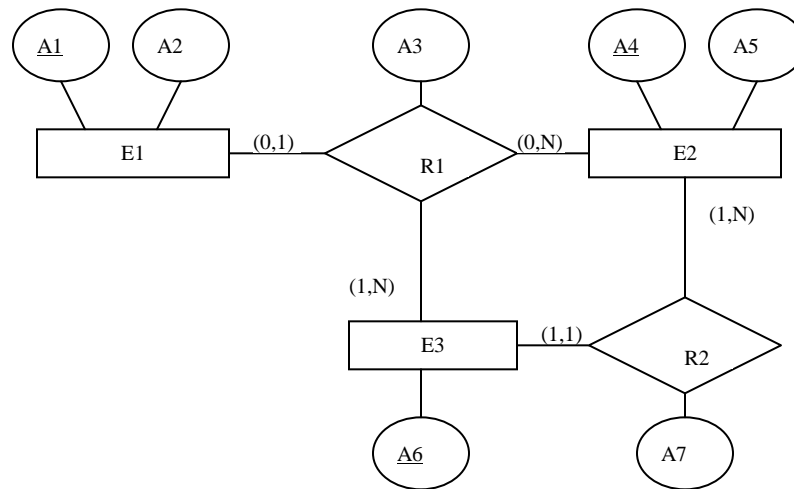 A1
A2
A3
A4
A5
E1
(0,1)
R1
(0,N)
E2
(1,N)
(1,N)
E3
(1,1)
R2
A6
A7